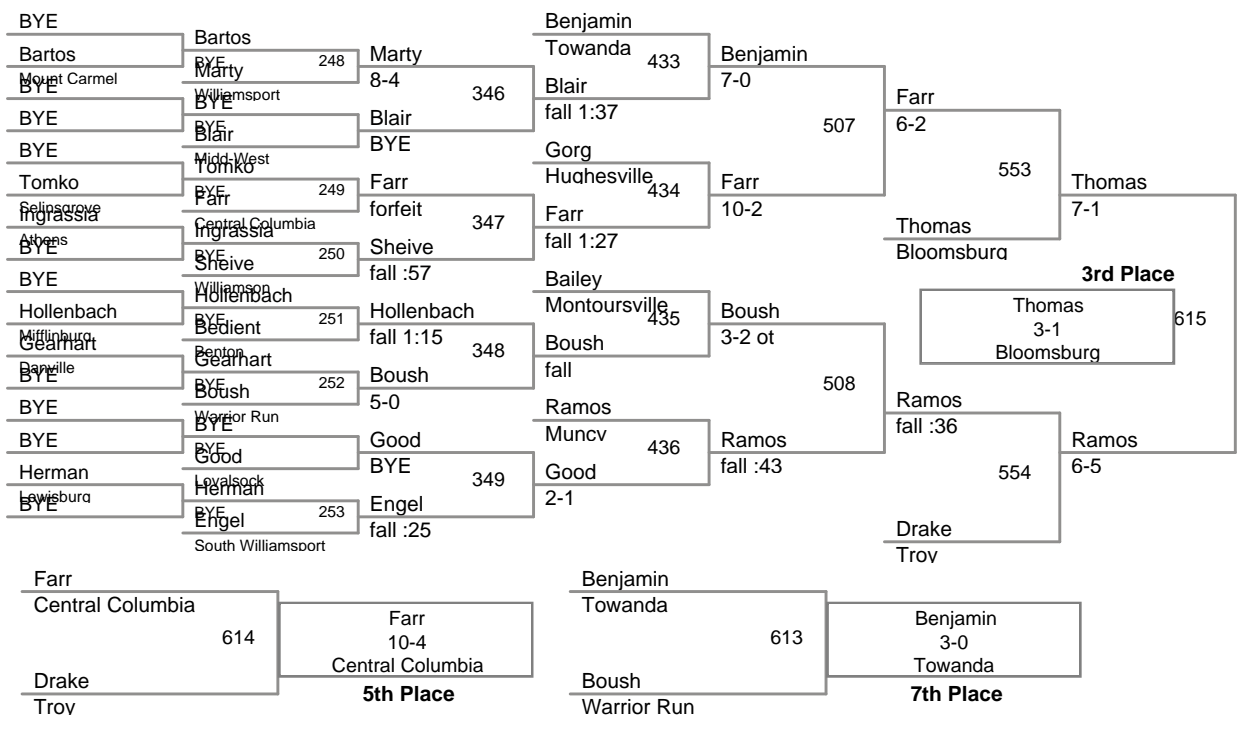 BYE
Bartos
Mount Carmel
BYE
BYE
BYE
Tomko
Selinsgrove
Ingrassia
Athens
BYE
BYE
Hollenbach
Mifflinburg
Gearhart
Danville
BYE
BYE
BYE
Herman
Lewisburg
BYE
Bartos
BYE
248
Marty
Williamsport
BYE
BYE
Blair
Midd-West
Tomko
BYE
249
Farr
Central Columbia
Ingrassia
BYE
250
Sheive
Williamson
Hollenbach
BYE
251
Bedient
Benton
Gearhart
BYE
252
Boush
Warrior Run
BYE
BYE
Good
Loyalsock
Herman
BYE
253
Engel
South Williamsport
Marty
8-4
346
Blair
BYE
Farr
forfeit
347
Sheive
fall :57
Hollenbach
fall 1:15
348
Boush
5-0
Good
BYE
349
Engel
fall :25
Benjamin
Towanda
433
Blair
fall 1:37
Gorg
Hughesville
434
Farr
fall 1:27
Bailey
Montoursville
435
Boush
fall
Ramos
Muncy
436
Good
2-1
Benjamin
7-0
507
Farr
10-2
Boush
3-2 ot
508
Ramos
fall :43
Farr
6-2
553
Thomas
Bloomsburg
Ramos
fall :36
554
Drake
Troy
Thomas
7-1
3rd Place
Thomas
3-1
Bloomsburg
615
Ramos
6-5
Farr
Central Columbia
614
Drake
Troy
Farr
10-4
Central Columbia
5th Place
Benjamin
Towanda
613
Boush
Warrior Run
Benjamin
3-0
Towanda
7th Place